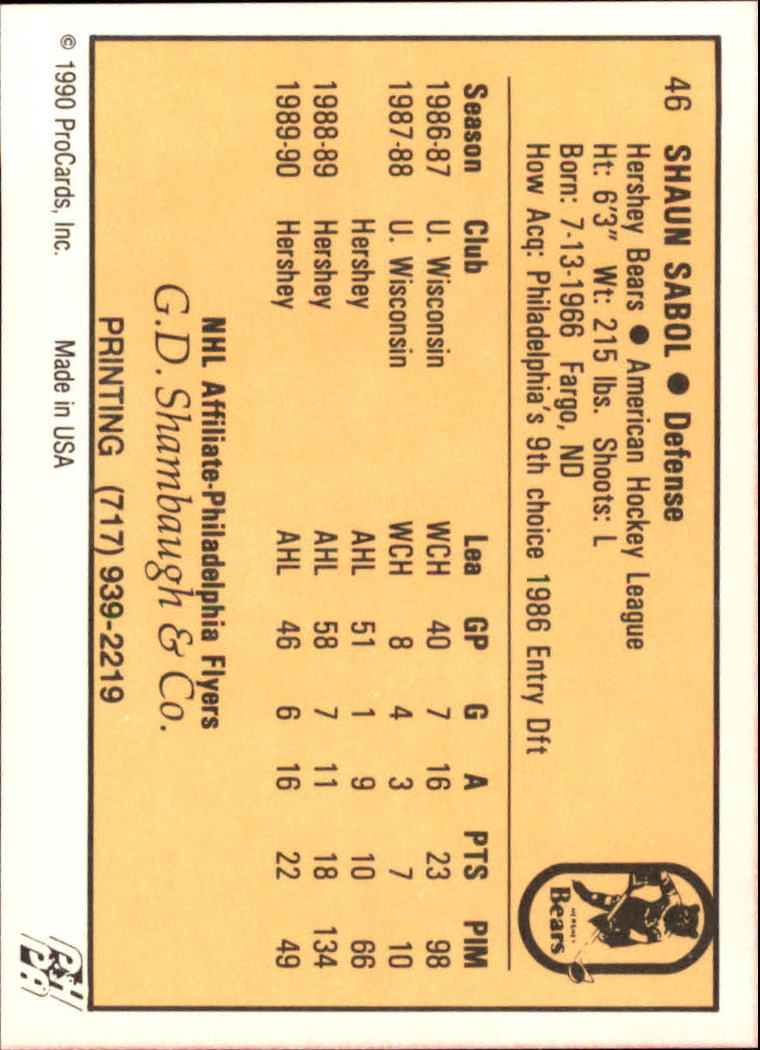 46 SHAUN SABOL ● Defense
Hershey Bears ● American Hockey League
Ht: 6'3" Wt: 215 lbs. Shoots: L
Born: 7-13-1966 Fargo, ND
How Acq: Philadelphia's 9th choice 1986 Entry Dft
HERSHEY
Bears
Season Club Lea GP G A PTS PIM
1986-87 U. Wisconsin WCH 40 7 16 23 98
1987-88 U. Wisconsin WCH 8 4 3 7 10
Hershey AHL 51 1 9 10 66
1988-89 Hershey AHL 58 7 11 18 134
1989-90 Hershey AHL 46 6 16 22 49
NHL Affiliate-Philadelphia Flyers
G.D. Shambaugh & Co.
PRINTING (717) 939-2219
© 1990 ProCards, Inc. Made in USA